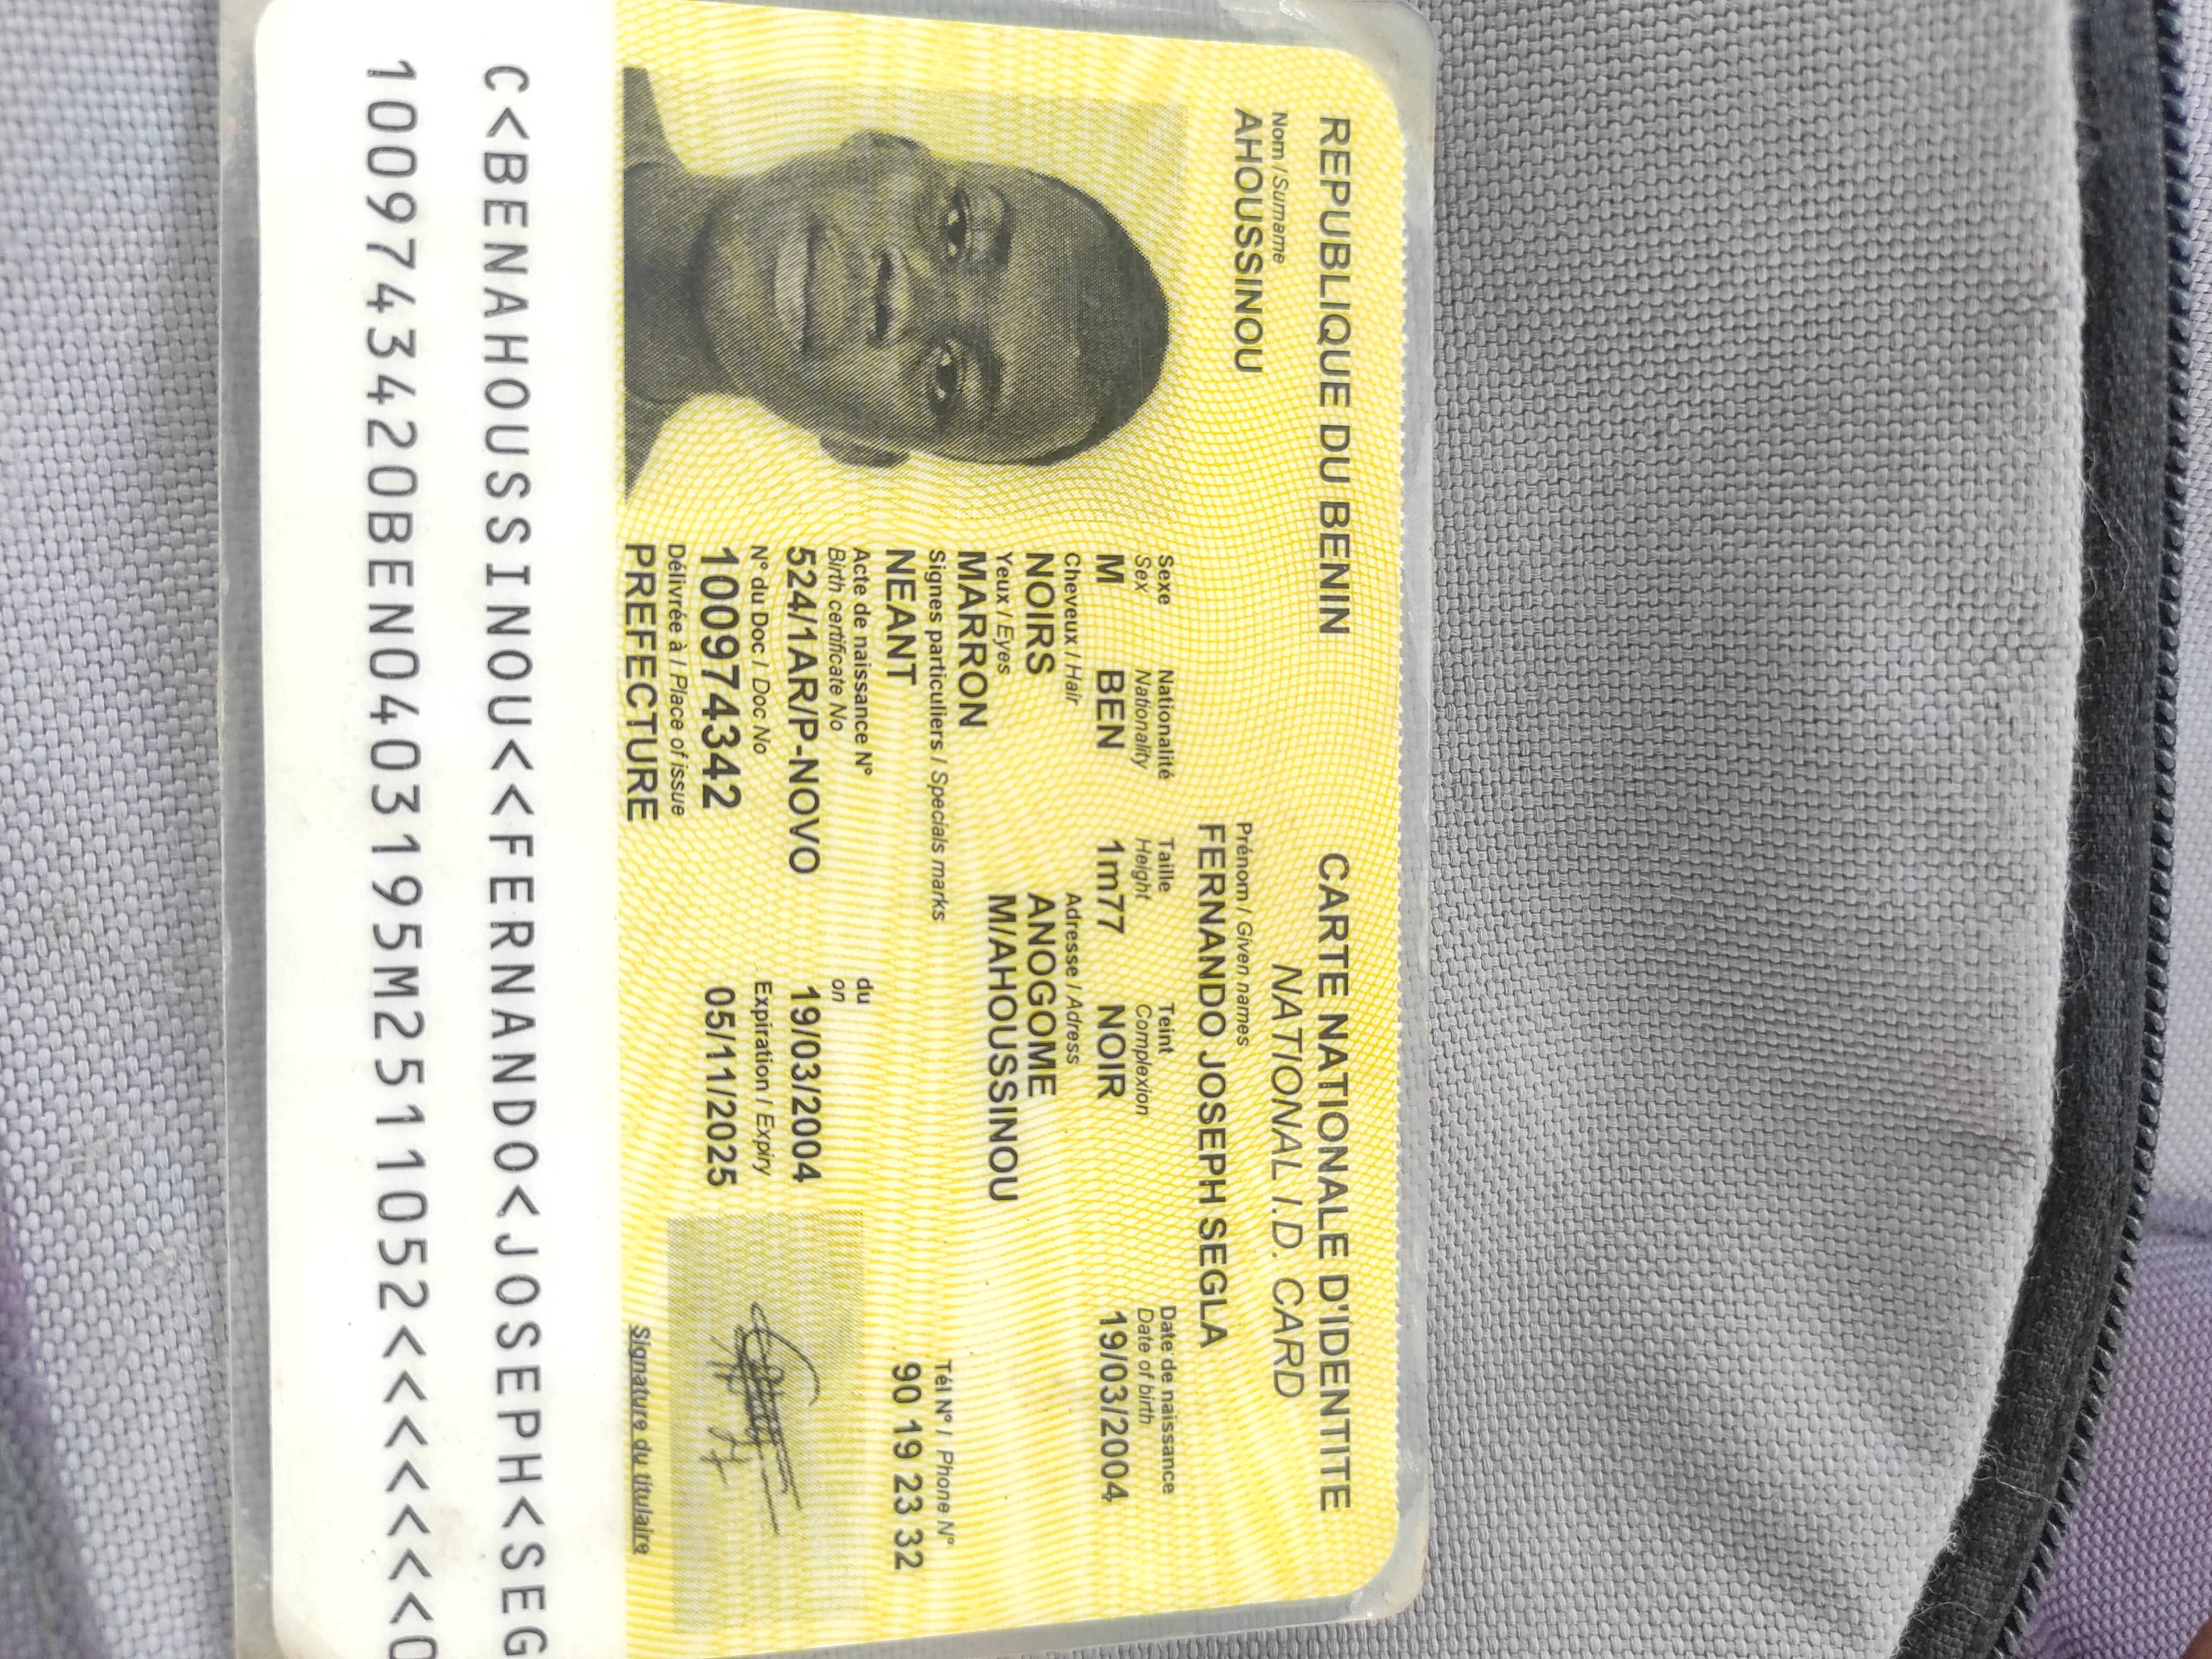 REPUBLIQUE DU BENIN CARTE NATIONALE D'IDENTITE
NATIONAL I.D. CARD
Nom / Surname
AHOUSSINOU
Prénom / Given names
FERNANDO JOSEPH SEGLA
Sexe Nationalité Taille Teint Date de naissance
Sex Nationality Height Complexion Date of birth
M BEN 1m77 NOIR 19/03/2004
Cheveux / Hair Adresse / Adress
NOIRS ANOGOME
Yeux / Eyes M/AHOUSSINOU
MARRON
Signes particuliers / Specials marks Tél N° / Phone N°
NEANT 90 19 23 32
Acte de naissance N° du
Birth certificate No on
524/1AR/P-NOVO 19/03/2004
N° du Doc / Doc No Expiration / Expiry
100974342 05/11/2025
Délivrée à / Place of issue
PREFECTURE
Signature du titulaire
C<BENAHOUSSINOU<<FERNANDO<JOSEPH<SEG
1009743420BEN0403195M2511052<<<<<<<0